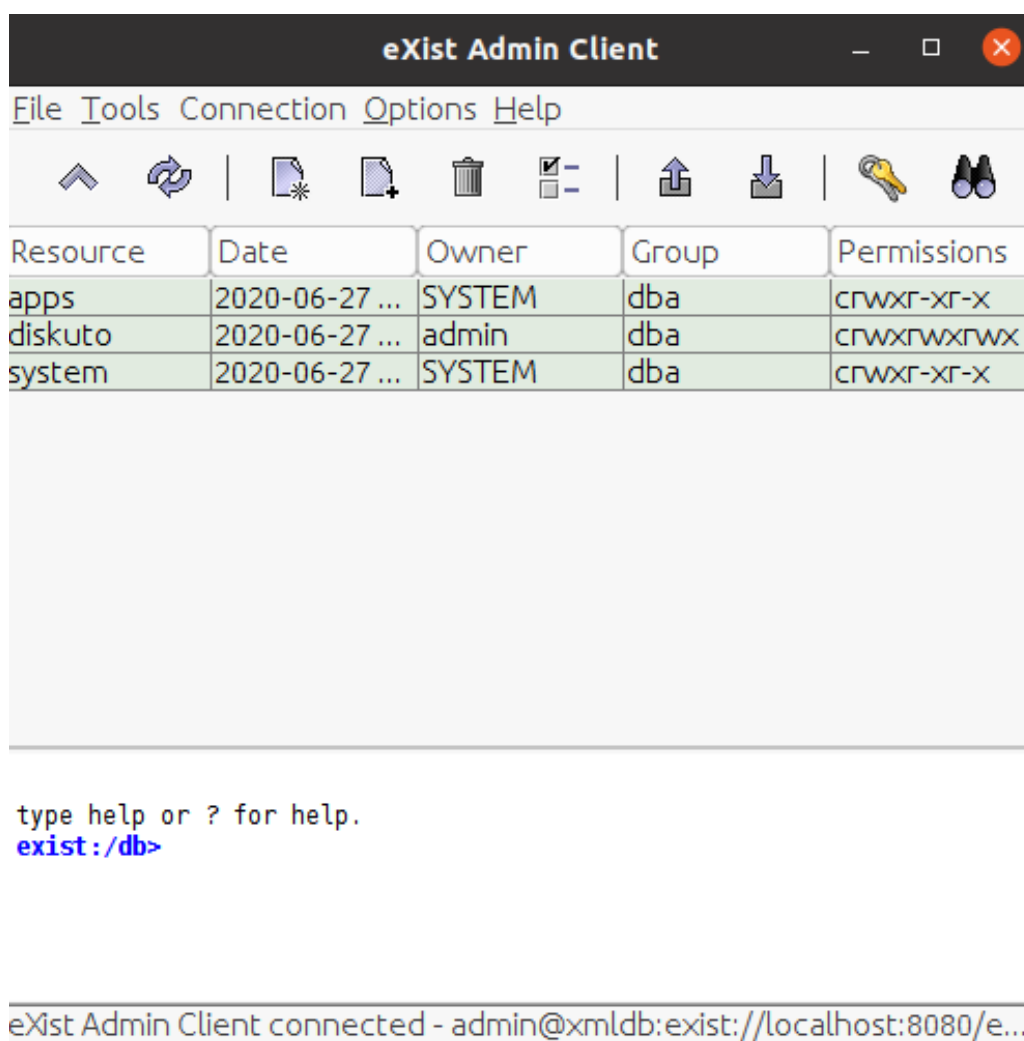 eXist Admin Client
File Tools Connection Options Help
Resource Date Owner Group Permissions
apps 2020-06-27 ... SYSTEM dba crwxr-xr-x
diskuto 2020-06-27 ... admin dba crwxrwxrwx
system 2020-06-27 ... SYSTEM dba crwxr-xr-x
type help or ? for help.
exist:/db>
eXist Admin Client connected - admin@xmldb:exist://localhost:8080/e...